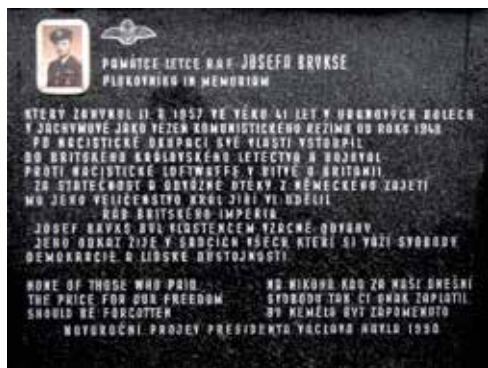 PAMÁTCE LETCE R.A.F. JOSEFA BRYKSE
PLUKOVNÍKA IN MEMORIAM
KTERÝ ZAHYNUL 11 8 1957 VE VĚKU 41 LET V URANOVÝCH DOLECH
V JÁCHYMOVĚ JAKO VĚZEŇ KOMUNISTICKÉHO REŽIMU OD ROKU 1948
PO NACISTICKÉ OKUPACI SVÉ VLASTI VSTOUPIL
DO BRITSKÉHO KRÁLOVSKÉHO LETECTVA A BOJOVAL
PROTI NACISTICKÉ LUFTWAFFE V BITVĚ O BRITANII
ZA STATEČNOST A ODVÁŽNÉ ÚTĚKY Z NĚMECKÉHO ZAJETÍ
MU JEHO VELIČENSTVO KRÁL JIŘÍ VI UDĚLIL
ŘÁD BRITSKÉHO IMPERIA
JOSEF BRYKS BYL VLASTENCEM VZÁCNÉ ODVAHY
JEHO ODKAZ ŽIJE V SRDCÍCH VŠECH KTEŘÍ SI VÁŽÍ SVOBODY
DEMOKRACIE A LIDSKÉ DŮSTOJNOSTI
NONE OF THOSE WHO PAID
THE PRICE FOR OUR FREEDOM
SHOULD BE FORGOTTEN
NA NIKOHO KDO ZA NAŠI DNEŠNÍ
SVOBODU TAK ČI ONAK ZAPLATIL
BY NEMĚLO BÝT ZAPOMENUTO
NOVOROČNÍ PROJEV PRESIDENTA VÁCLAVA HAVLA 1990